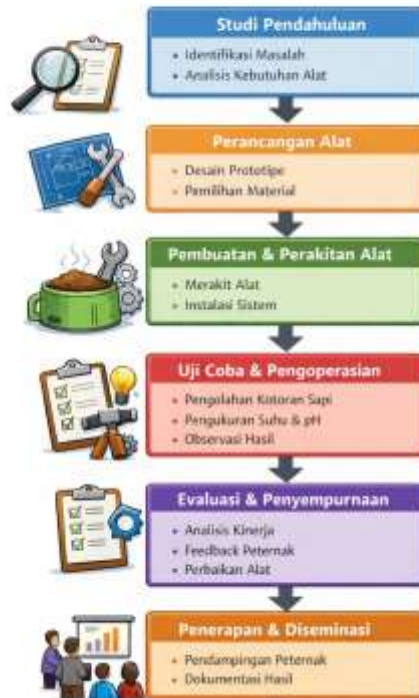 Studi Pendahuluan
• Identifikasi Masalah
• Analisis Kebutuhan Alat
Perancangan Alat
• Desain Prototipe
• Pemilihan Material
Pembuatan & Perakitan Alat
• Merakit Alat
• Instalasi Sistem
Uji Coba & Pengoperasian
• Pengolahan Kotoran Sapi
• Pengukuran Suhu & pH
• Observasi Hasil
Evaluasi & Penyempurnaan
• Analisis Kinerja
• Feedback Peternak
• Perbaikan Alat
Penerapan & Diseminasi
• Pendampingan Peternak
• Dokumentasi Hasil